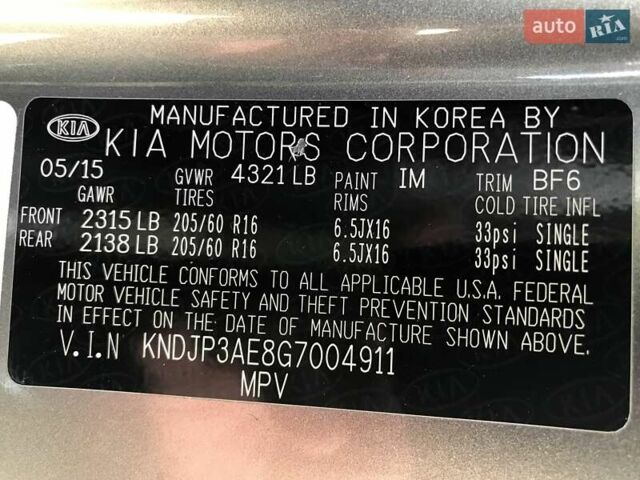 auto RIA .com
KIA MANUFACTURED IN KOREA BY
KIA MOTORS CORPORATION
05/15 GVWR 4321 LB PAINT IM TRIM BF6
GAWR TIRES RIMS COLD TIRE INFL
FRONT 2315 LB 205/60 R16 6.5JX16 33psi SINGLE
REAR 2138 LB 205/60 R16 6.5JX16 33psi SINGLE
THIS VEHICLE CONFORMS TO ALL APPLICABLE U.S.A. FEDERAL
MOTOR VEHICLE SAFETY AND THEFT PREVENTION STANDARDS
IN EFFECT ON THE DATE OF MANUFACTURE SHOWN ABOVE.
V.I.N KNDJP3AE8G7004911
MPV